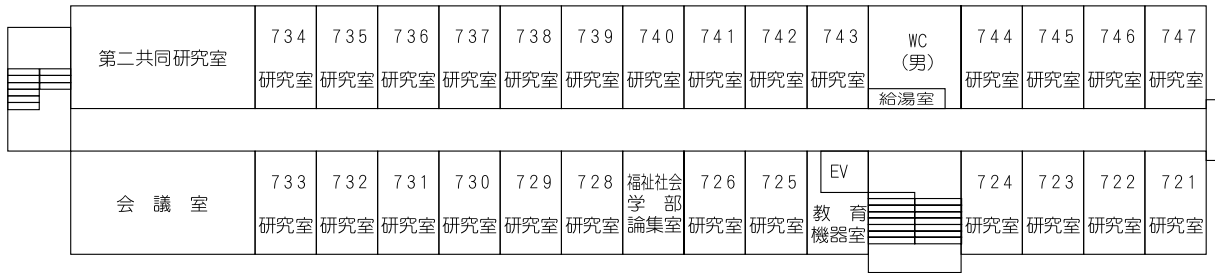 第二共同研究室
734
研究室
735
研究室
736
研究室
737
研究室
738
研究室
739
研究室
740
研究室
741
研究室
742
研究室
743
研究室
WC
(男)
給湯室
744
研究室
745
研究室
746
研究室
747
研究室
会議室
733
研究室
732
研究室
731
研究室
730
研究室
729
研究室
728
研究室
福祉社会
学部
論集室
726
研究室
725
研究室
EV
教育
機器室
724
研究室
723
研究室
722
研究室
721
研究室